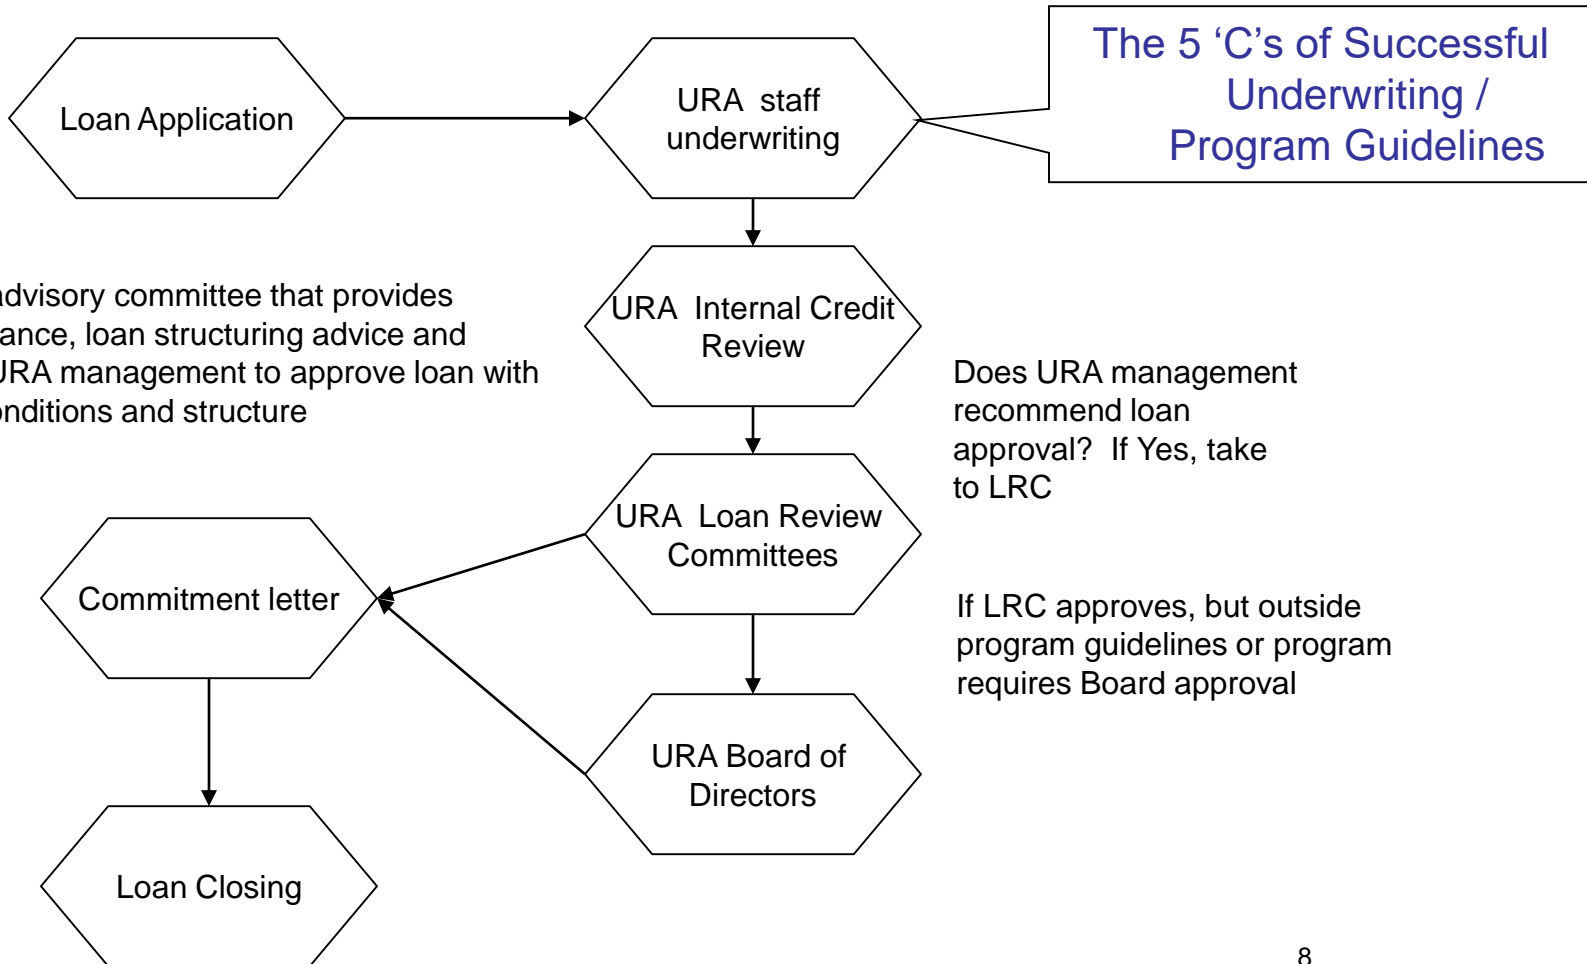 The 5 ‘C’s of Successful
Underwriting /
Program Guidelines
Loan Application
URA staff
underwriting
advisory committee that provides
ance, loan structuring advice and
URA management to approve loan with
onditions and structure
URA Internal Credit
Review
Does URA management
recommend loan
approval? If Yes, take
to LRC
URA Loan Review
Committees
Commitment letter
If LRC approves, but outside
program guidelines or program
requires Board approval
URA Board of
Directors
Loan Closing
8